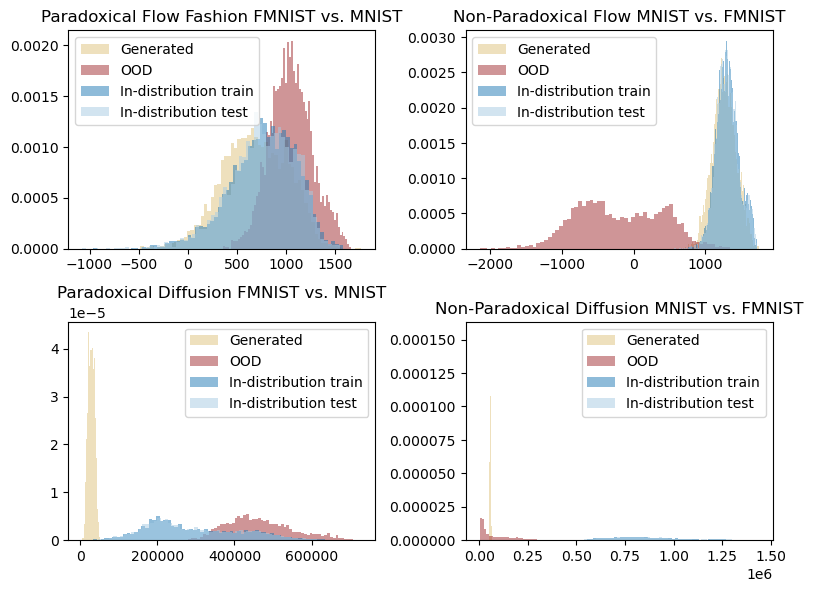 Paradoxical Flow Fashion FMNIST vs. MNIST
0.0020
0.0015
0.0010
0.0005
0.0000
Generated
OOD
In-distribution train
In-distribution test
−1000 −500 0 500 1000 1500
Non-Paradoxical Flow MNIST vs. FMNIST
0.0030
0.0025
0.0020
0.0015
0.0010
0.0005
0.0000
Generated
OOD
In-distribution train
In-distribution test
−2000 −1000 0 1000
Paradoxical Diffusion FMNIST vs. MNIST
1e−5
4
3
2
1
0
Generated
OOD
In-distribution train
In-distribution test
0 200000 400000 600000
Non-Paradoxical Diffusion MNIST vs. FMNIST
0.000150
0.000125
0.000100
0.000075
0.000050
0.000025
0.000000
Generated
OOD
In-distribution train
In-distribution test
0.00 0.25 0.50 0.75 1.00 1.25 1.50
1e6